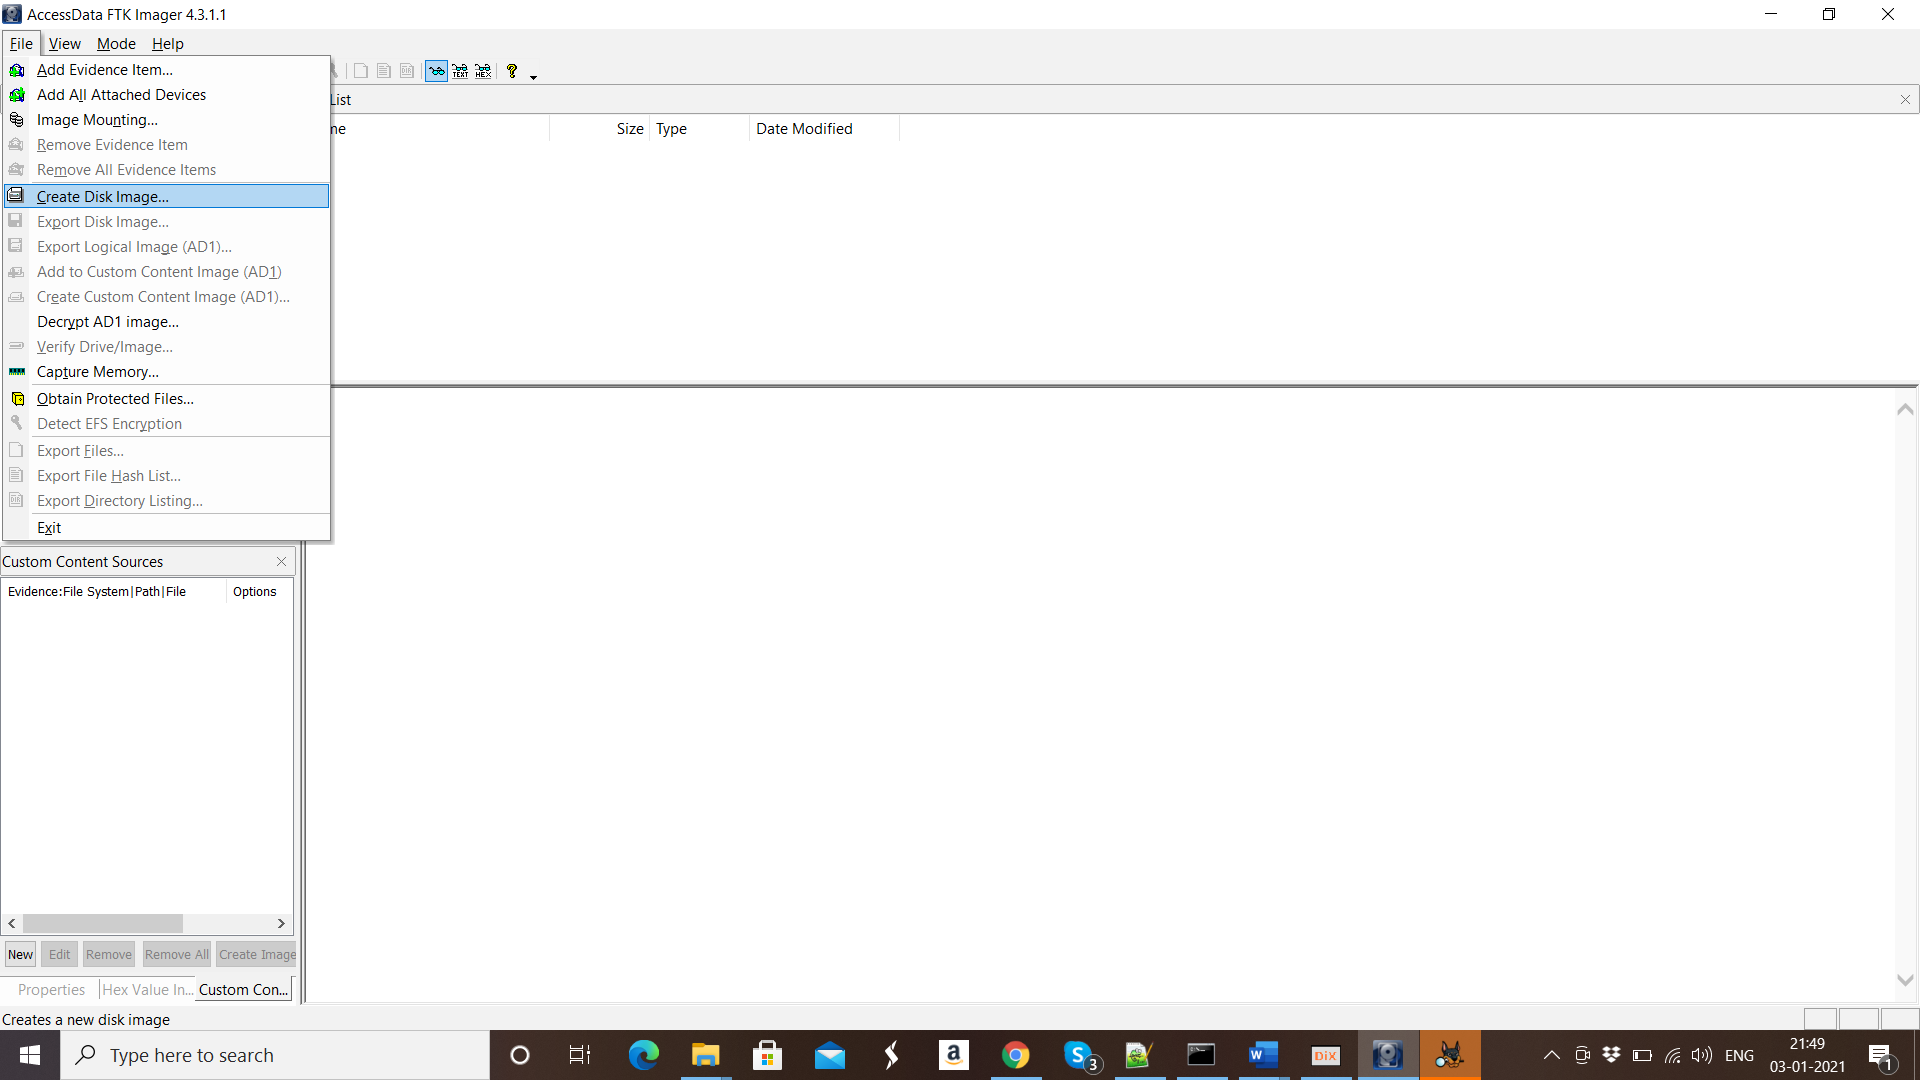 AccessData FTK Imager 4.3.1.1
File View Mode Help
Add Evidence Item...
Add All Attached Devices
Image Mounting...
Remove Evidence Item
Remove All Evidence Items
Create Disk Image...
Export Disk Image...
Export Logical Image (AD1)...
Add to Custom Content Image (AD1)
Create Custom Content Image (AD1)...
Decrypt AD1 image...
Verify Drive/Image...
Capture Memory...
Obtain Protected Files...
Detect EFS Encryption
Export Files...
Export File Hash List...
Export Directory Listing...
Exit
TEXT HEX
List
me Size Type Date Modified
Custom Content Sources
Evidence:File System|Path|File Options
New Edit Remove Remove All Create Image
Properties Hex Value In... Custom Con...
Creates a new disk image
Type here to search
a
S 3
W
DiX
ENG
21:49
03-01-2021
1